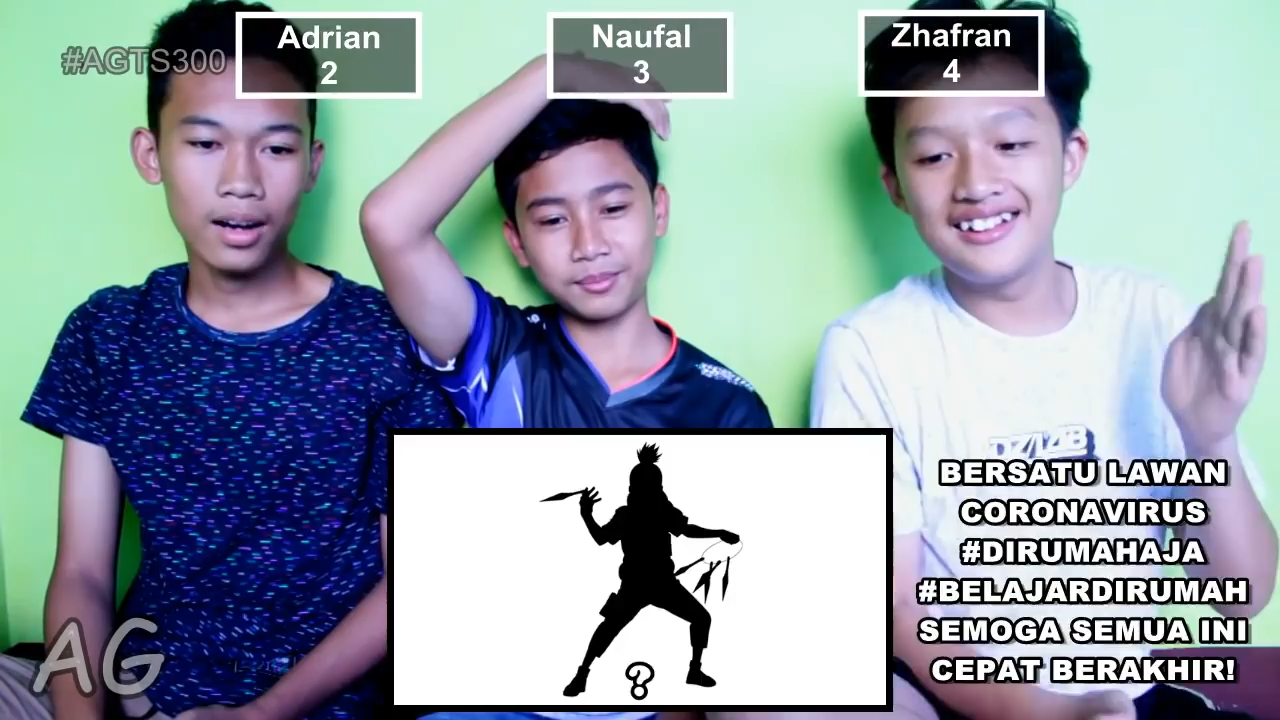 #AGTS300
Adrian
2
Naufal
3
Zhafran
4
BERSATU LAWAN
CORONAVIRUS
#DIRUMAHAJA
#BELAJARDIRUMAH
SEMOGA SEMUA INI
CEPAT BERAKHIR!
?
AG